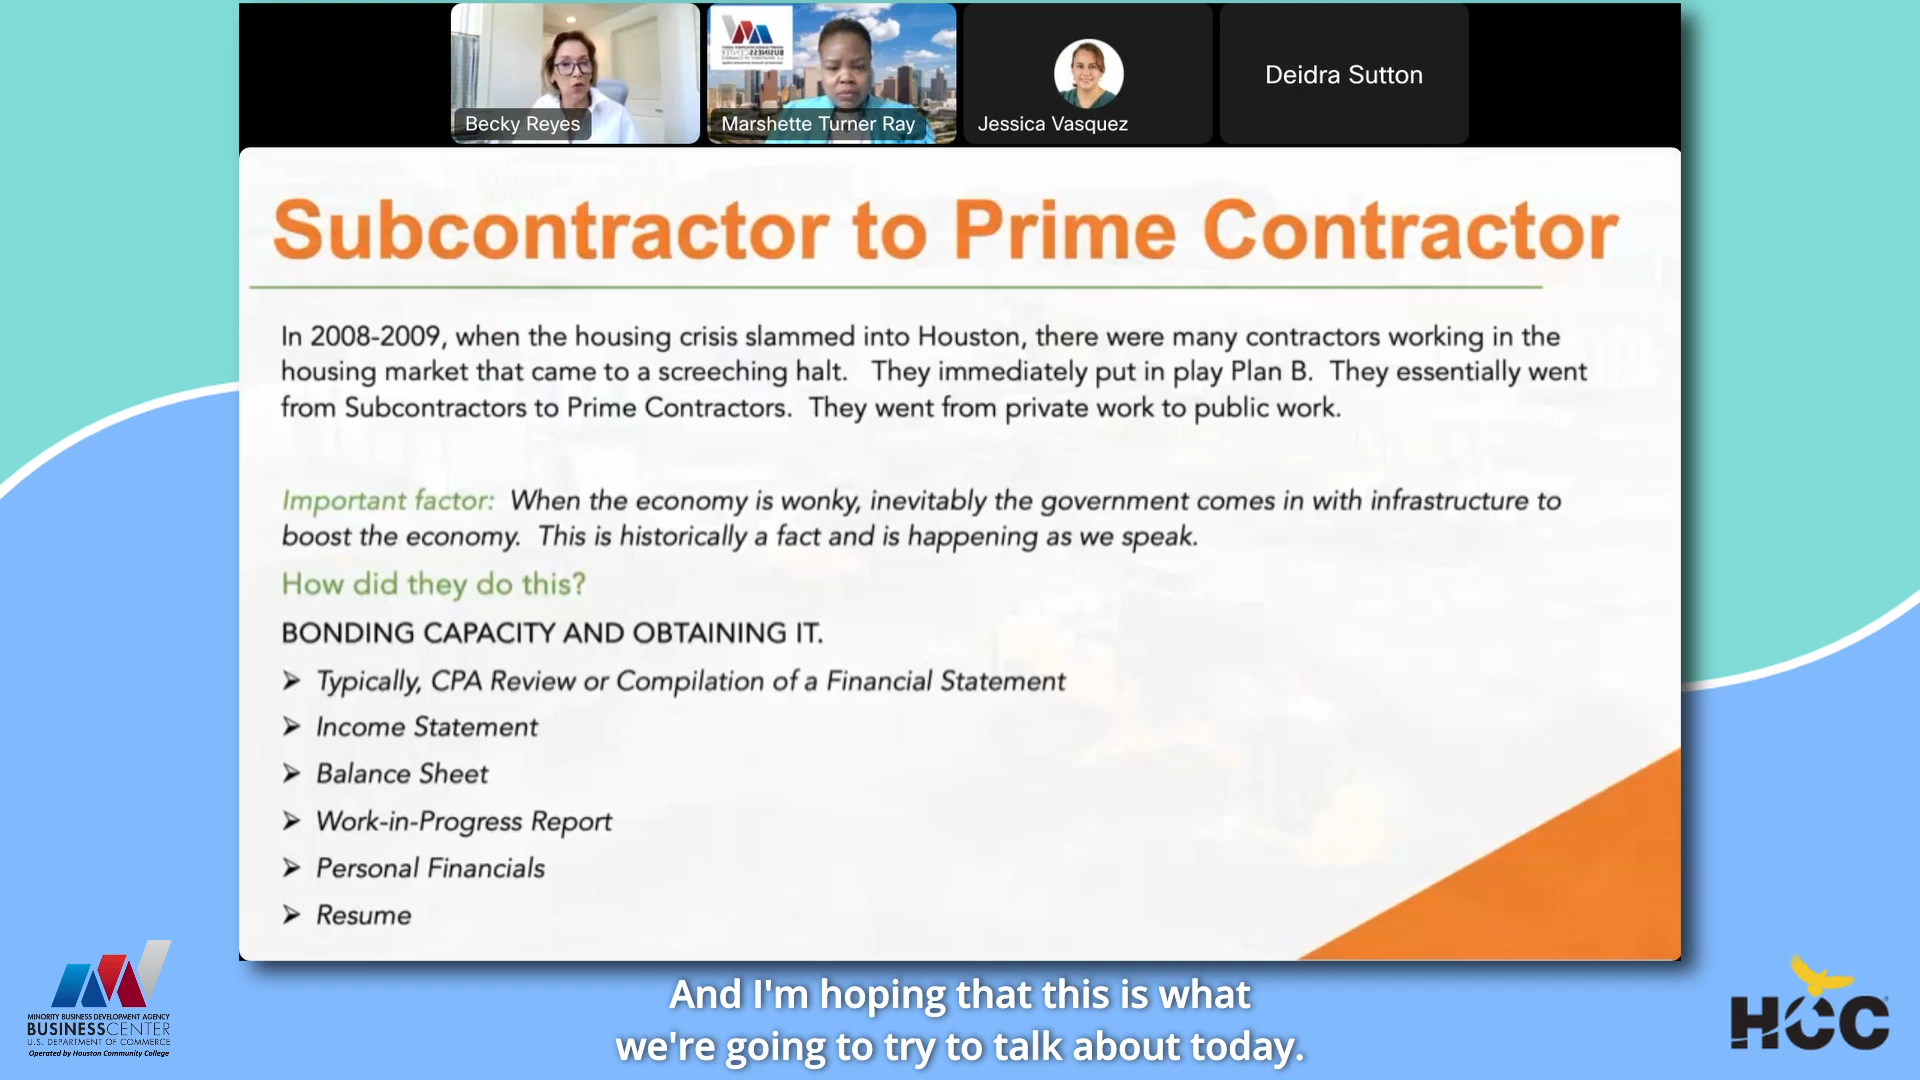 Becky Reyes
Marshette Turner Ray
Jessica Vasquez
Deidra Sutton
Subcontractor to Prime Contractor
In 2008-2009, when the housing crisis slammed into Houston, there were many contractors working in the
housing market that came to a screeching halt. They immediately put in play Plan B. They essentially went
from Subcontractors to Prime Contractors. They went from private work to public work.
Important factor: When the economy is wonky, inevitably the government comes in with infrastructure to
boost the economy. This is historically a fact and is happening as we speak.
How did they do this?
BONDING CAPACITY AND OBTAINING IT.
➢ Typically, CPA Review or Compilation of a Financial Statement
➢ Income Statement
➢ Balance Sheet
➢ Work-in-Progress Report
➢ Personal Financials
➢ Resume
And I'm hoping that this is what
we're going to try to talk about today.
MINORITY BUSINESS DEVELOPMENT AGENCY
BUSINESSCENTER
U.S. DEPARTMENT OF COMMERCE
Operated by Houston Community College
HCC